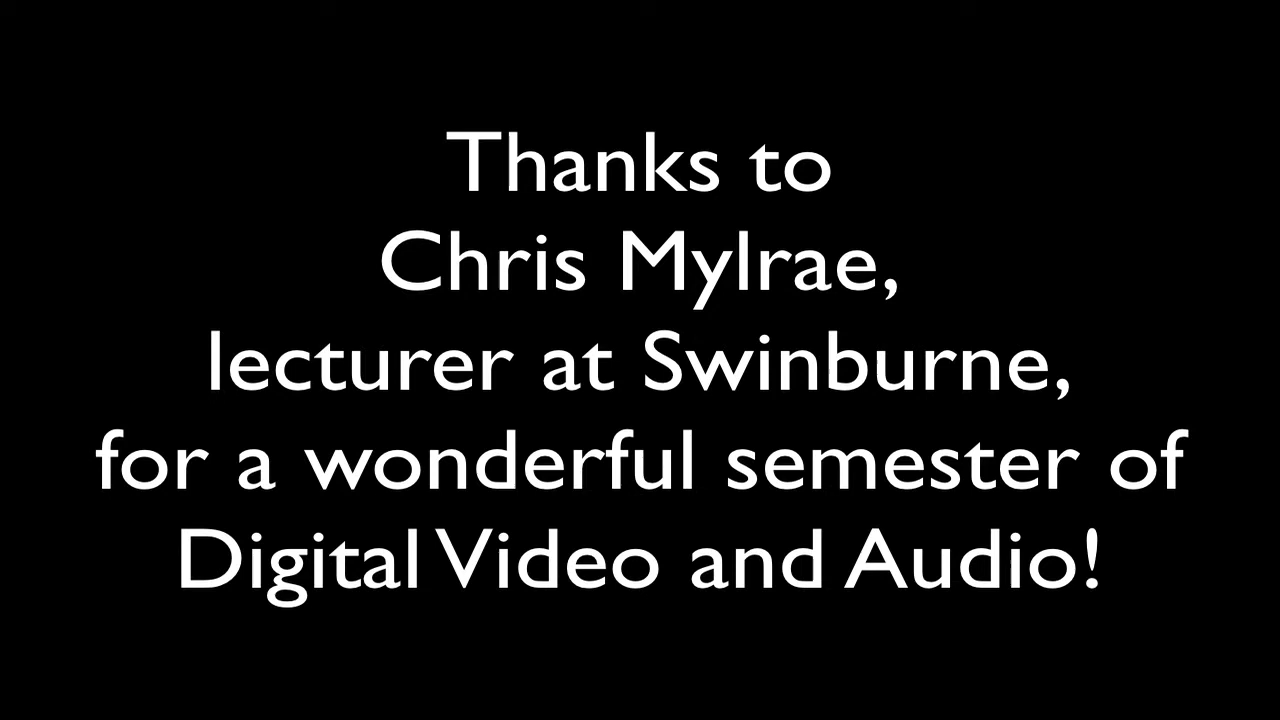 Thanks to
Chris Mylrae,
lecturer at Swinburne,
for a wonderful semester of
Digital Video and Audio!